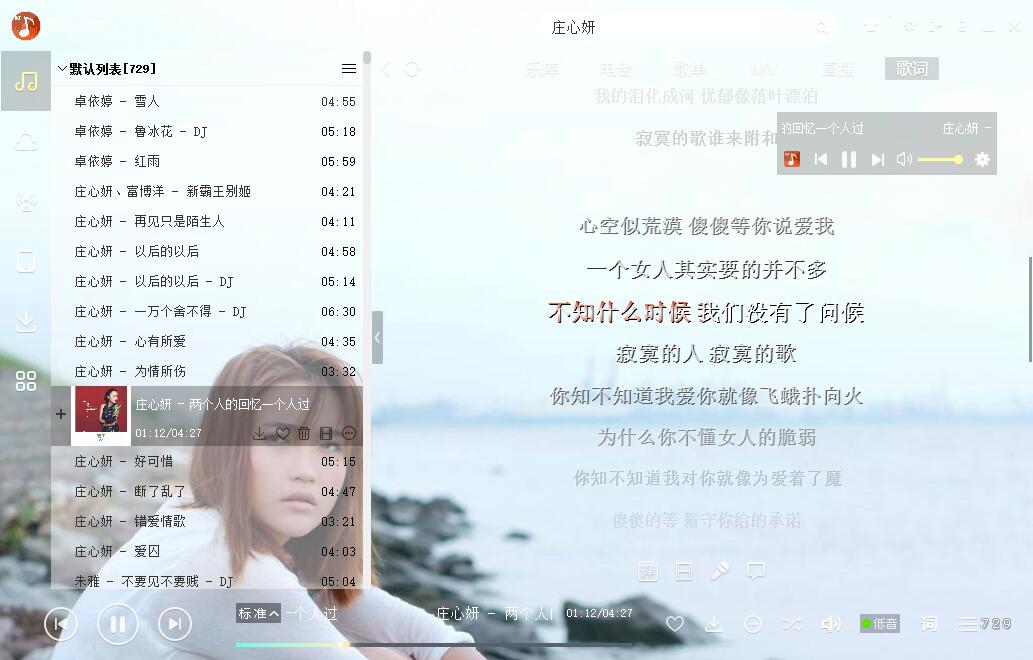 庄心妍
默认列表[729]
乐库 电台 歌单 MV 直播 歌词
卓依婷 - 雪人 04:55
卓依婷 - 鲁冰花 - DJ 05:18
卓依婷 - 红雨 05:59
庄心妍、富博洋 - 新霸王别姬 04:21
庄心妍 - 再见只是陌生人 04:11
庄心妍 - 以后的以后 04:58
庄心妍 - 以后的以后 - DJ 05:14
庄心妍 - 一万个舍不得 - DJ 06:30
庄心妍 - 心有所爱 04:35
庄心妍 - 为情所伤 03:32
庄心妍 - 两个人的回忆一个人过
01:12/04:27
庄心妍 - 好可惜 05:15
庄心妍 - 断了乱了 04:47
庄心妍 - 错爱情歌 03:21
庄心妍 - 爱囚 04:03
朱雅 - 不要见不要贱 - DJ 05:04
我的泪化成河 忧郁像落叶漂泊
寂寞的歌谁来附和
的回忆一个人过 庄心妍 -
心空似荒漠 傻傻等你说爱我
一个女人其实要的并不多
不知什么时候 我们没有了问候
寂寞的人 寂寞的歌
你知不知道我爱你就像飞蛾扑向火
为什么你不懂女人的脆弱
你知不知道我对你就像为爱着了魔
傻傻的等 厮守你给的承诺
译
标准 一个人过 庄心妍 - 两个人 01:12/04:27
低音 词 729